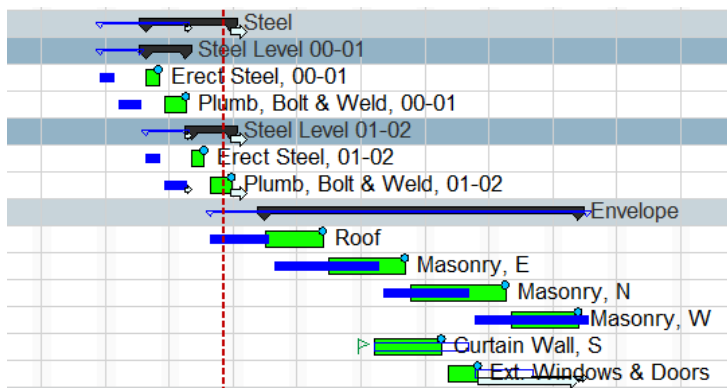 Steel
Steel Level 00-01
Erect Steel, 00-01
Plumb, Bolt & Weld, 00-01
Steel Level 01-02
Erect Steel, 01-02
Plumb, Bolt & Weld, 01-02
Envelope
Roof
Masonry, E
Masonry, N
Masonry, W
Curtain Wall, S
Ext. Windows & Doors